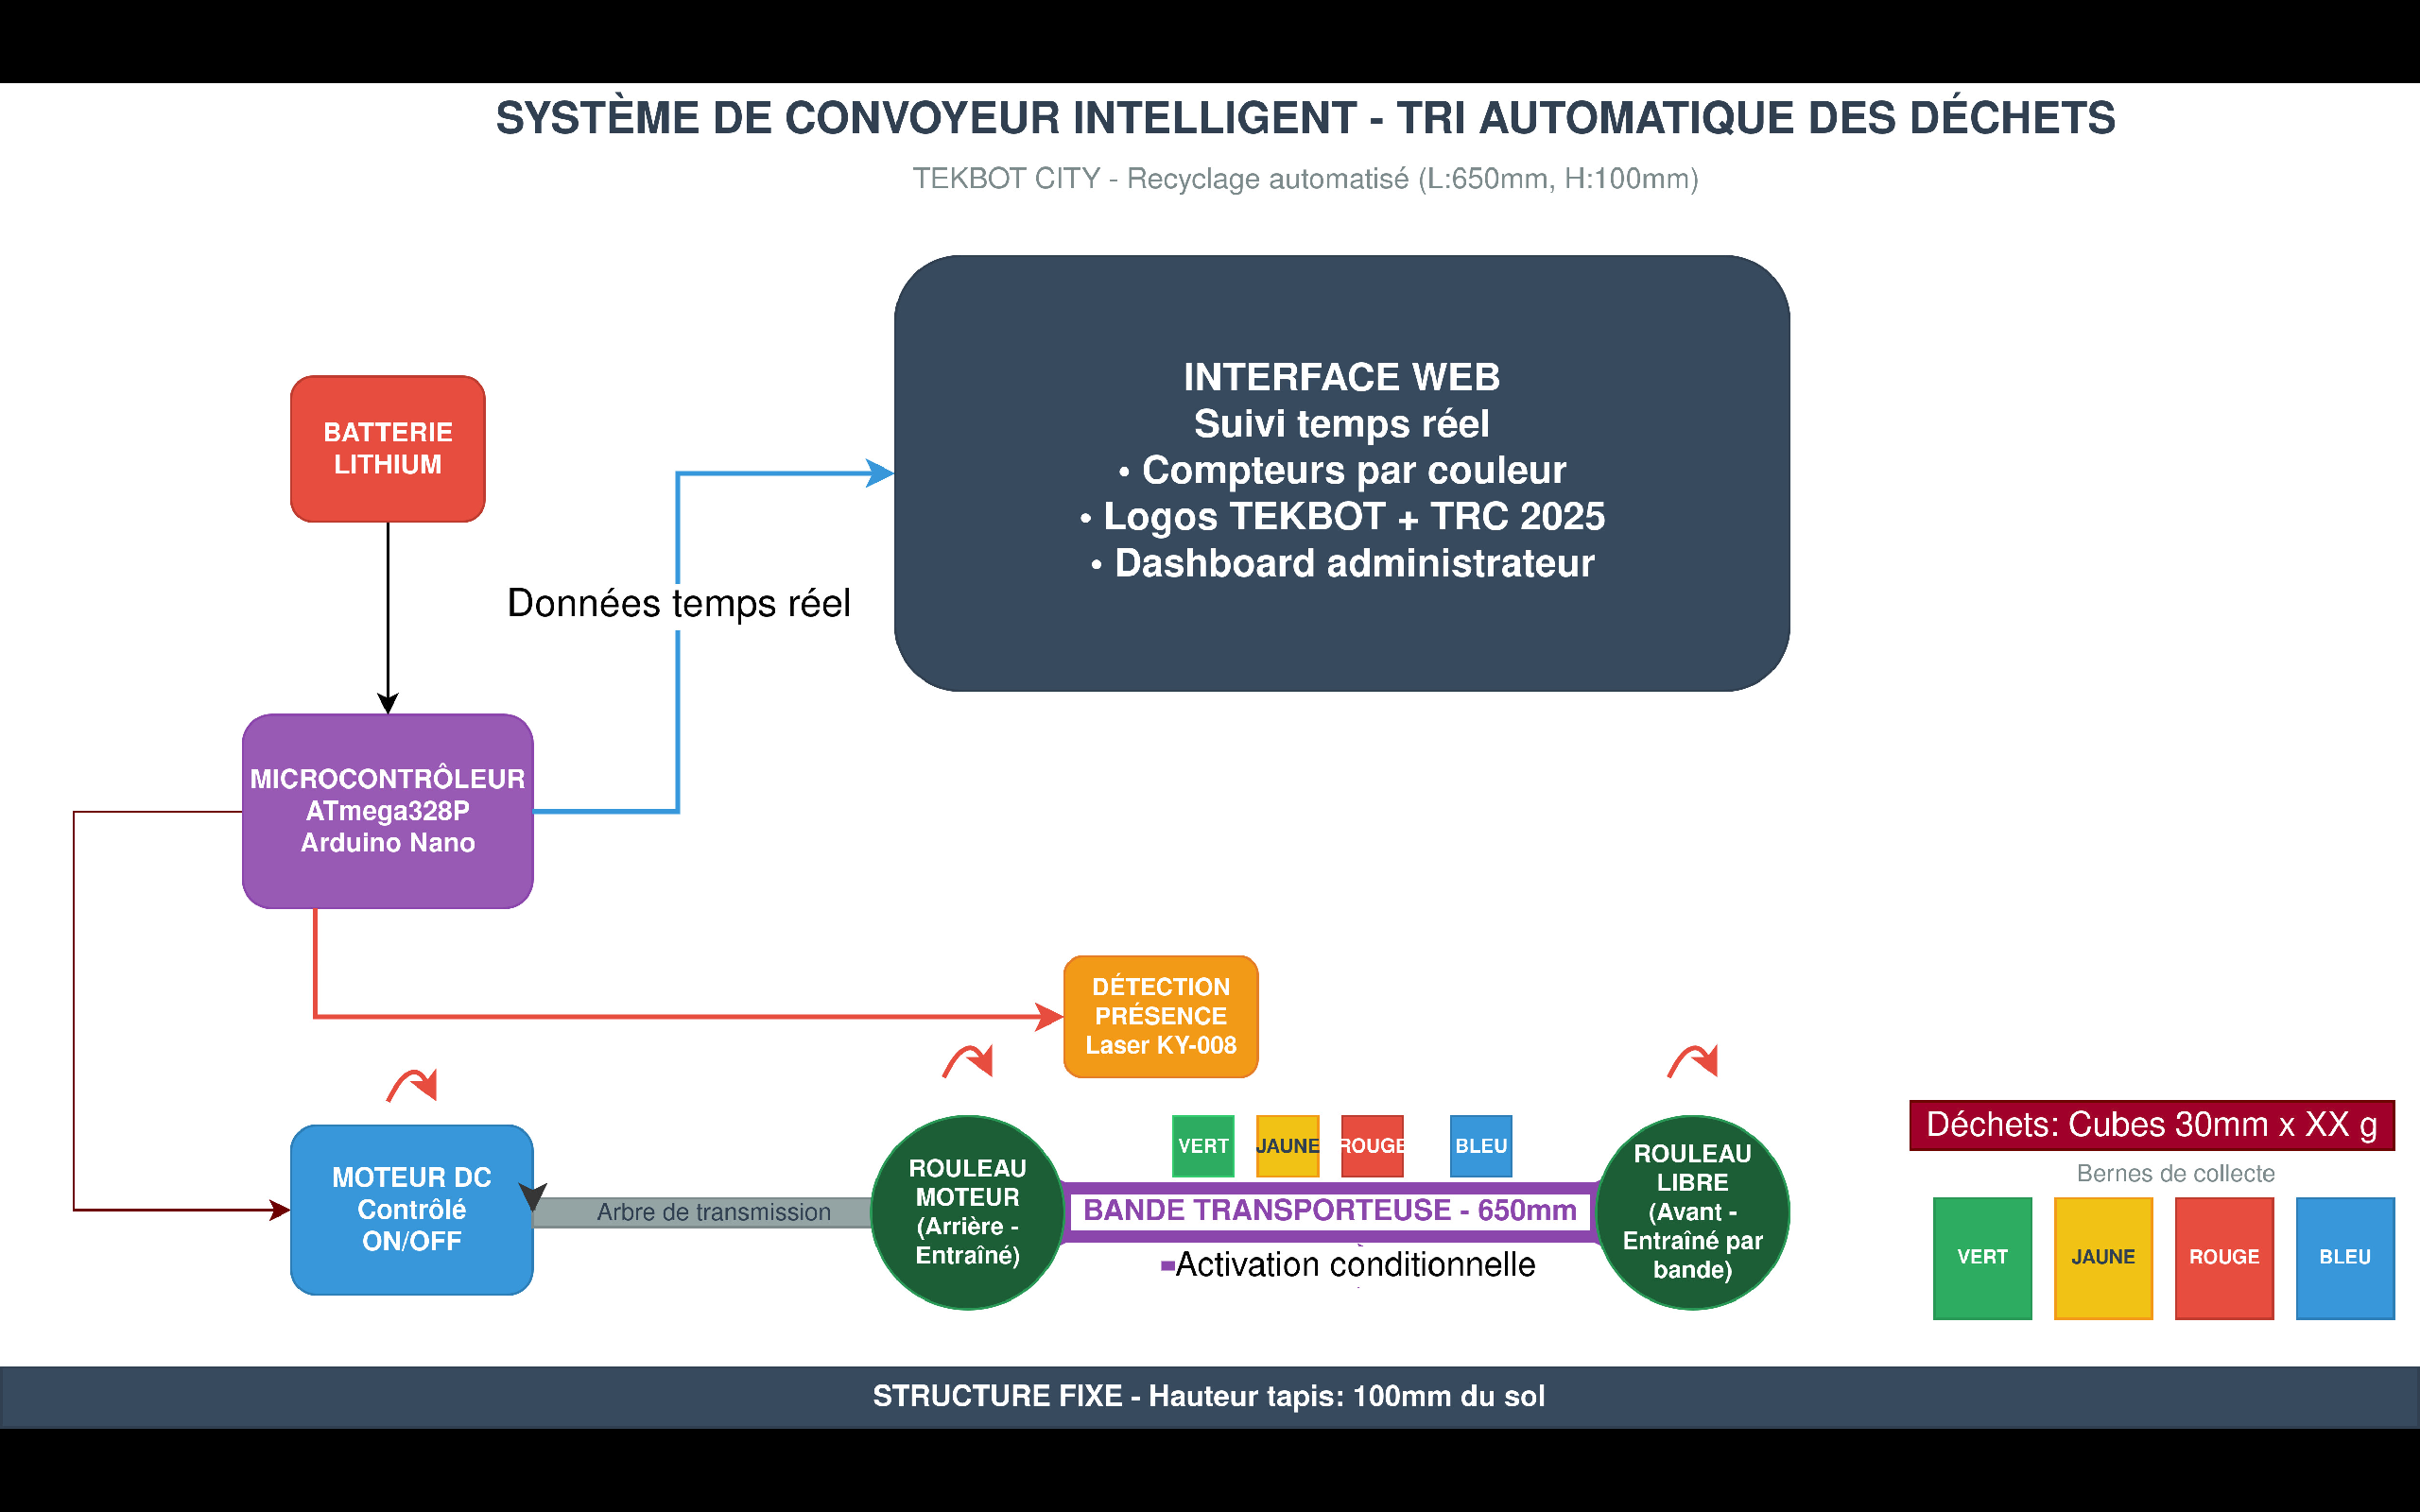 SYSTÈME DE CONVOYEUR INTELLIGENT - TRI AUTOMATIQUE DES DÉCHETS
TEKBOT CITY - Recyclage automatisé (L:650mm, H:100mm)
INTERFACE WEB
Suivi temps réel
• Compteurs par couleur
• Logos TEKBOT + TRC 2025
• Dashboard administrateur
BATTERIE
LITHIUM
Données temps réel
MICROCONTRÔLEUR
ATmega328P
Arduino Nano
DÉTECTION
PRÉSENCE
Laser KY-008
MOTEUR DC
Contrôlé
ON/OFF
Arbre de transmission
ROULEAU
MOTEUR
(Arrière -
Entraîné)
VERT
JAUNE
ROUGE
BLEU
BANDE TRANSPORTEUSE - 650mm
Activation conditionnelle
ROULEAU
LIBRE
(Avant -
Entraîné par
bande)
Déchets: Cubes 30mm x XX g
Bernes de collecte
VERT
JAUNE
ROUGE
BLEU
STRUCTURE FIXE - Hauteur tapis: 100mm du sol